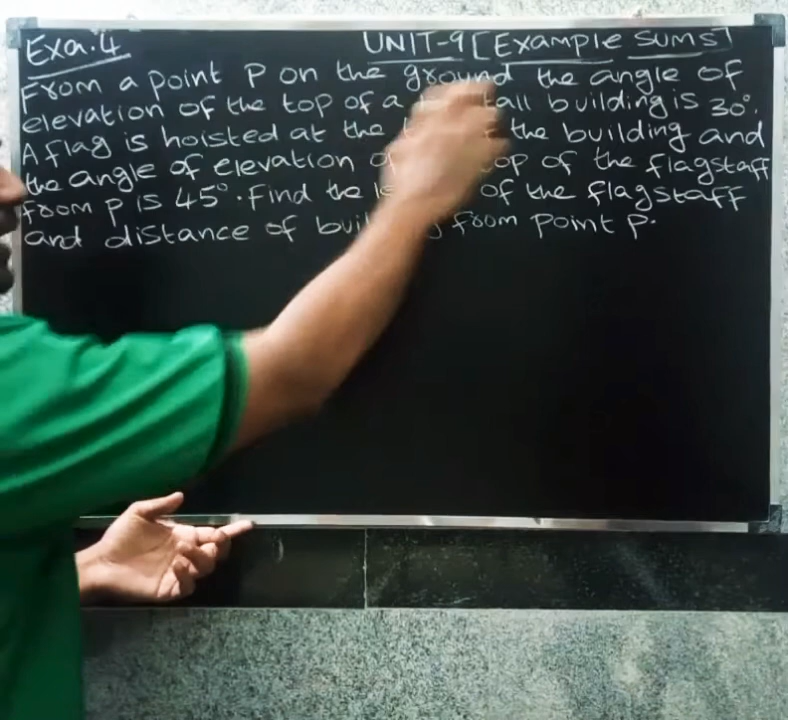 Exa.4 UNIT-9 [Example sums]
From a point P on the ground the angle of
elevation of the top of a tall building is 30°.
A flag is hoisted at the the building and
the angle of elevation top of the flagstaff
from P is 45°. Find the of the flagstaff
and distance of from point P.